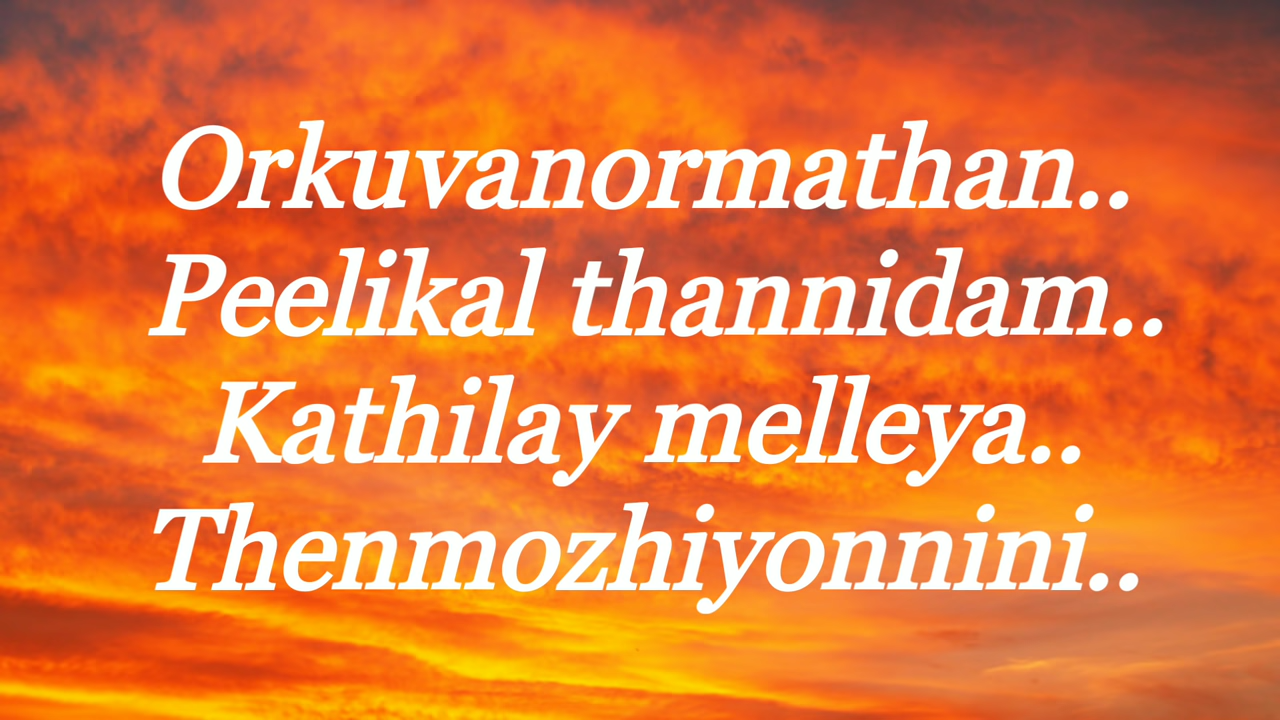 Orkuvanormathan..
Peelikal thannidam..
Kathilay melleya..
Thenmozhiyonnini..